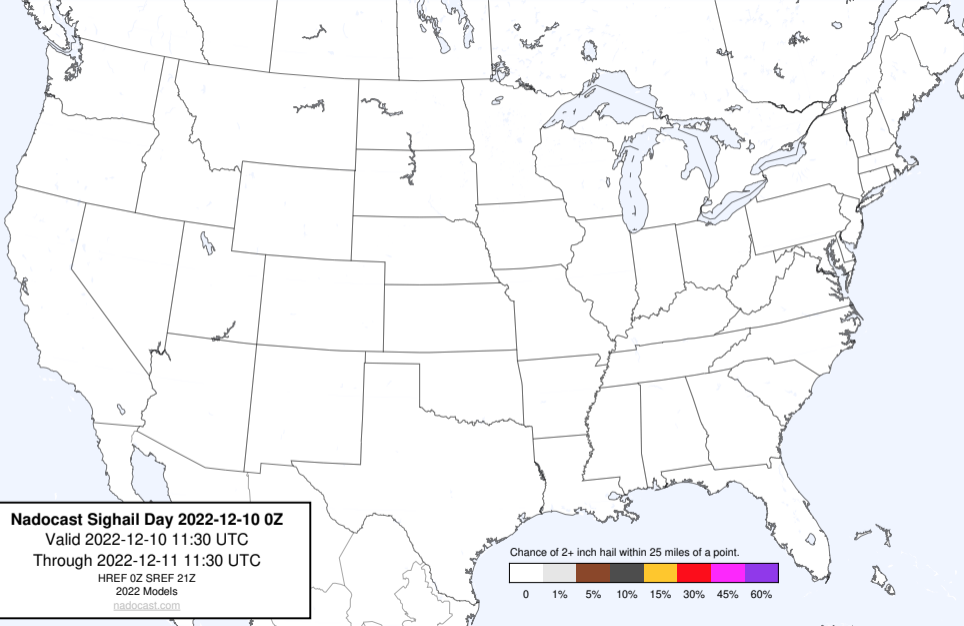 Nadocast Sighail Day 2022-12-10 0Z
Valid 2022-12-10 11:30 UTC
Through 2022-12-11 11:30 UTC
HREF 0Z SREF 21Z
2022 Models
nadocast.com
Chance of 2+ inch hail within 25 miles of a point.
0 1% 5% 10% 15% 30% 45% 60%